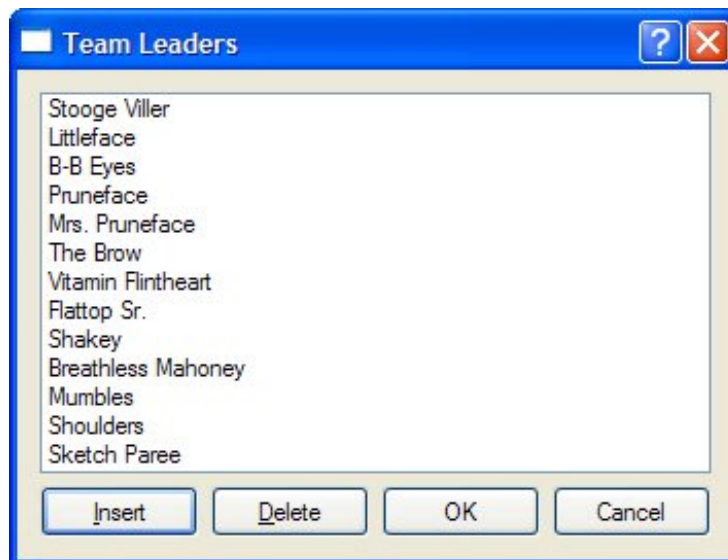 Team Leaders
Stooge Viller
Littleface
B-B Eyes
Pruneface
Mrs. Pruneface
The Brow
Vitamin Flintheart
Flattop Sr.
Shakey
Breathless Mahoney
Mumbles
Shoulders
Sketch Paree
Insert Delete OK Cancel